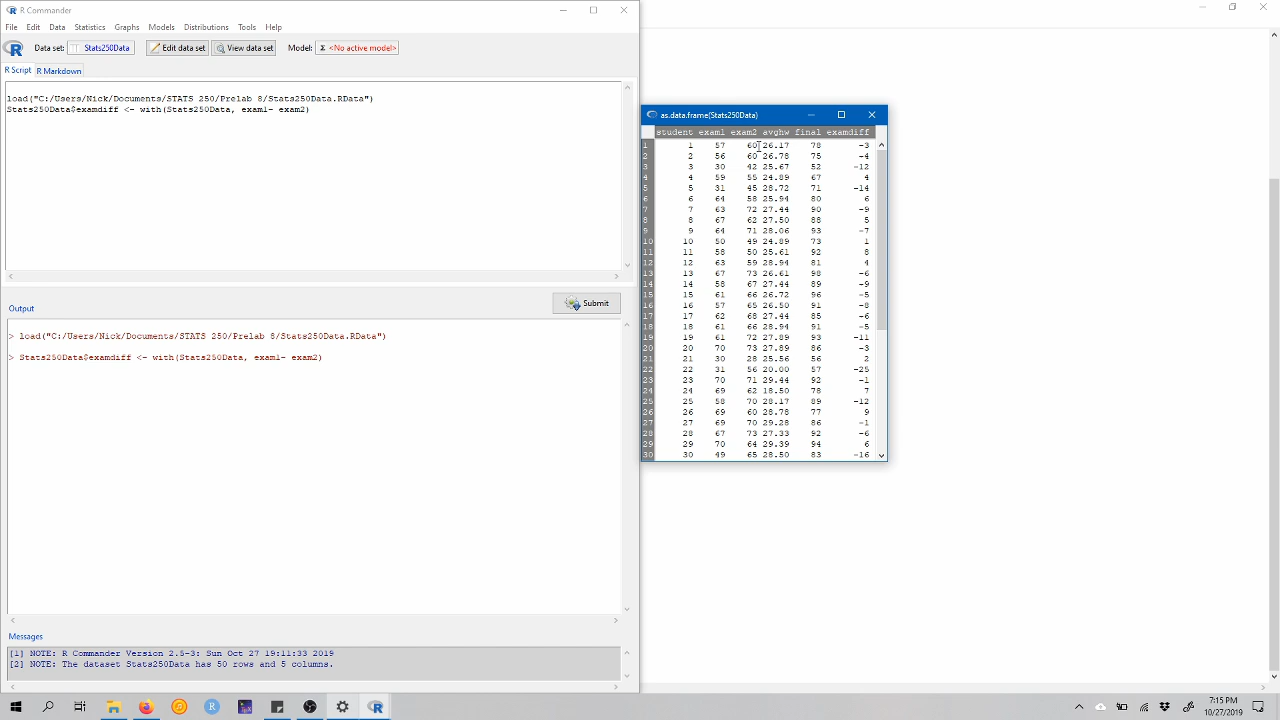 R Commander
File Edit Data Statistics Graphs Models Distributions Tools Help
Data set: Stats250Data Edit data set View data set Model: Σ <No active model>
R Script R Markdown
load("C:/Users/Nick/Documents/STATS 250/Prelab 8/Stats250Data.RData")
Stats250Data$examdiff <- with(Stats250Data, exam1- exam2)
Output
Submit
> load("C:/Users/Nick/Documents/STATS 250/Prelab 8/Stats250Data.RData")
> Stats250Data$examdiff <- with(Stats250Data, exam1- exam2)
Messages
[1] NOTE: R Commander Version 2.5-3: Sun Oct 27 19:11:33 2019
[2] NOTE: The dataset Stats250Data has 50 rows and 5 columns.
as.data.frame(Stats250Data)
student exam1 exam2 avghw final examdiff
1 1 57 60 26.17 78 -3
2 2 56 60 26.78 75 -4
3 3 30 42 25.67 52 -12
4 4 59 55 24.89 67 4
5 5 31 45 28.72 71 -14
6 6 64 58 25.94 80 6
7 7 63 72 27.44 90 -9
8 8 67 62 27.50 88 5
9 9 64 71 28.06 93 -7
10 10 50 49 24.89 73 1
11 11 58 50 25.61 92 8
12 12 63 59 28.94 81 4
13 13 67 73 26.61 98 -6
14 14 58 67 27.44 89 -9
15 15 61 66 26.72 96 -5
16 16 57 65 26.50 91 -8
17 17 62 68 27.44 85 -6
18 18 61 66 28.94 91 -5
19 19 61 72 27.89 93 -11
20 20 70 73 27.89 86 -3
21 21 30 28 25.56 56 2
22 22 31 56 20.00 57 -25
23 23 70 71 29.44 92 -1
24 24 69 62 18.50 78 7
25 25 58 70 28.17 89 -12
26 26 69 60 28.78 77 9
27 27 69 70 29.28 86 -1
28 28 67 73 27.33 92 -6
29 29 70 64 29.39 94 6
30 30 49 65 28.50 83 -16
7:15 PM
10/27/2019